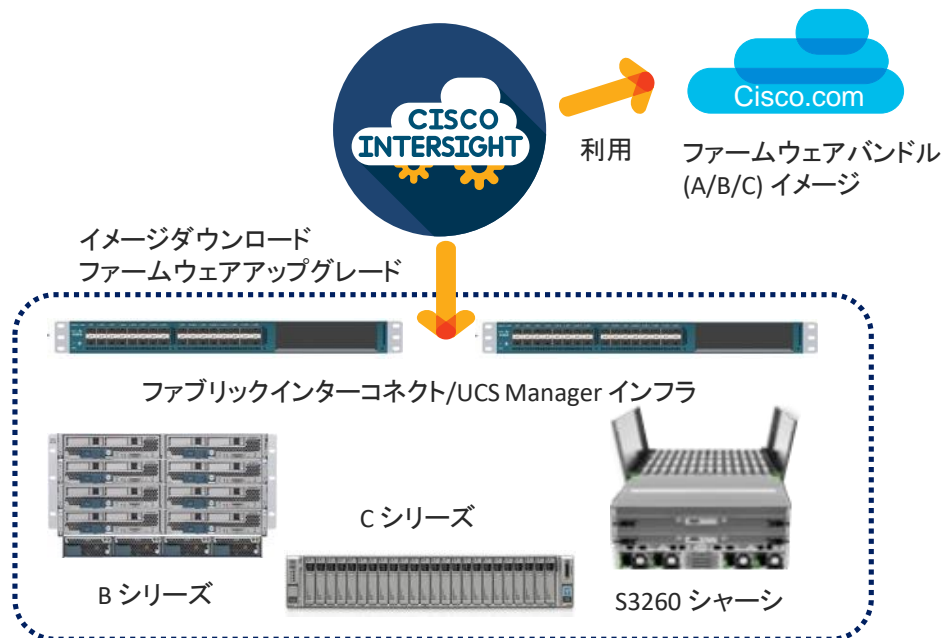 CISCO
INTERSIGHT
利用
Cisco.com
ファームウェアバンドル
(A/B/C) イメージ
イメージダウンロード
ファームウェアアップグレード
ファブリックインターコネクト/UCS Manager インフラ
B シリーズ
C シリーズ
S3260 シャーシ